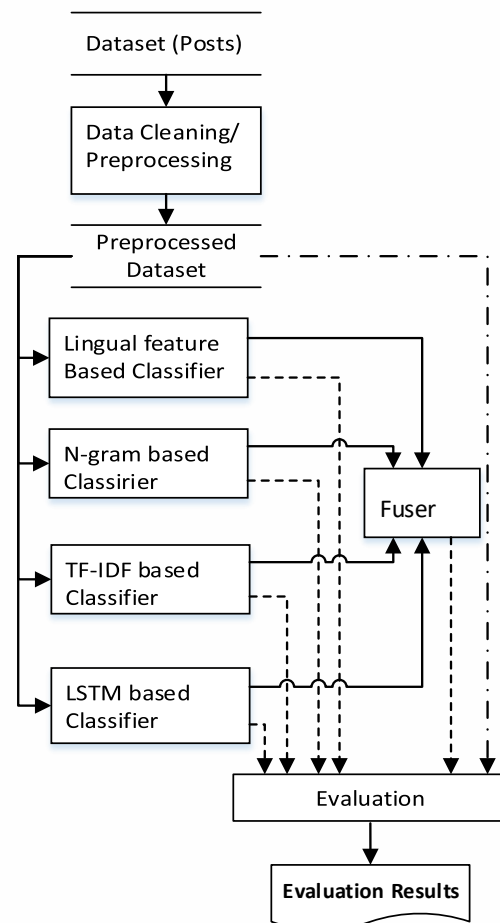 Dataset (Posts)
Data Cleaning/
Preprocessing
Preprocessed
Dataset
Lingual feature
Based Classifier
N-gram based
Classirier
Fuser
TF-IDF based
Classifier
LSTM based
Classifier
Evaluation
Evaluation Results